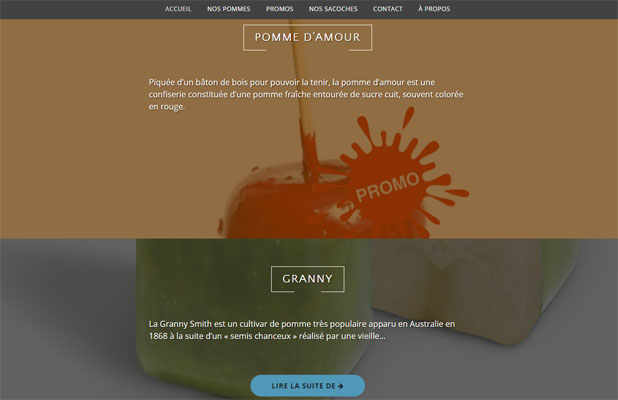 ACCUEIL NOS POMMES PROMOS NOS SACOCHES CONTACT À PROPOS
POMME D'AMOUR
Piquée d'un bâton de bois pour pouvoir la tenir, la pomme d'amour est une
confiserie constituée d'une pomme fraîche entourée de sucre cuit, souvent colorée
en rouge.
PROMO
GRANNY
La Granny Smith est un cultivar de pomme très populaire apparu en Australie en
1868 à la suite d'un « semis chanceux » réalisé par une vieille...
LIRE LA SUITE DE →